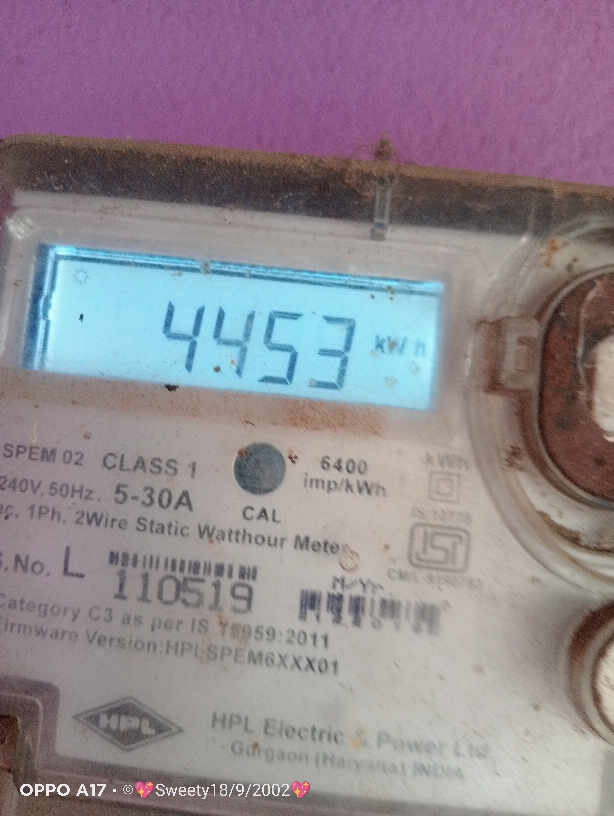 4453 kWh
SPEM 02 CLASS 1
6400
imp/kWh
kWh
240V, 50Hz, 5-30A
CAL
1Ph, 2Wire Static Watthour Meter
S.No. L 110519
M/Yr.
Category C3 as per IS 15959:2011
Firmware Version:HPLSPEM6XXX01
HPL
HPL Electric & Power Ltd.
Gurgaon (Haryana) INDIA
OPPO A17 · ©💖Sweety18/9/2002💖